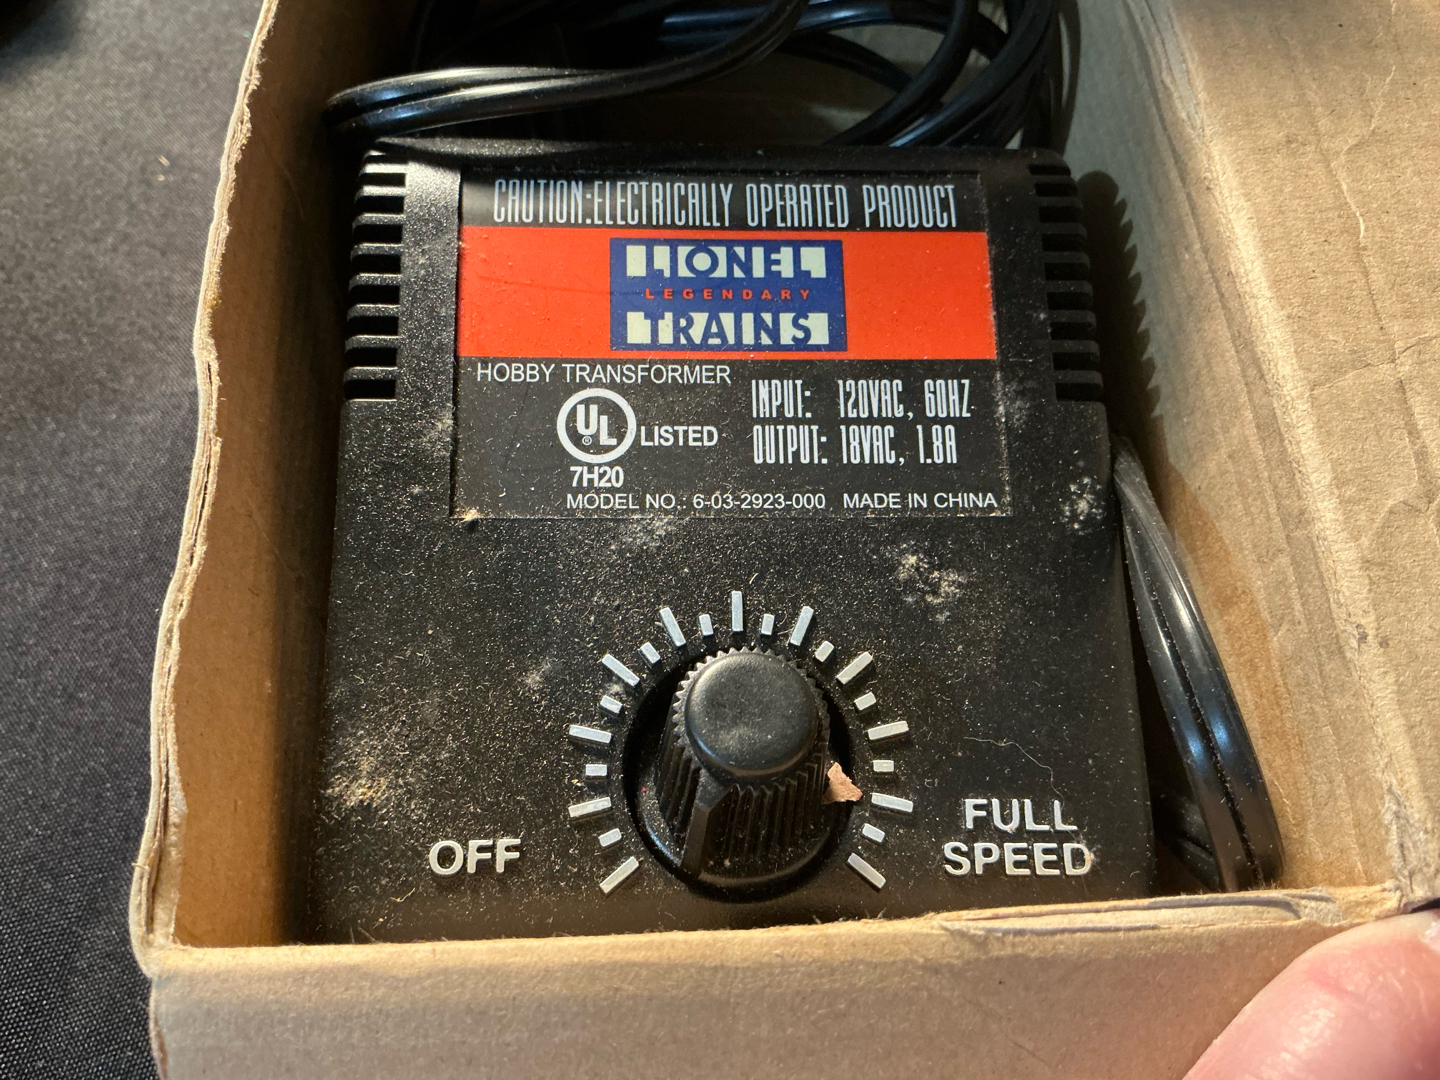 CAUTION:ELECTRICALLY OPERATED PRODUCT
LIONEL
LEGENDARY
TRAINS
HOBBY TRANSFORMER
UL
®
LISTED
7H20
INPUT: 120VAC, 60HZ
OUTPUT: 18VAC, 1.8A
MODEL NO.: 6-03-2923-000 MADE IN CHINA
OFF
FULL
SPEED